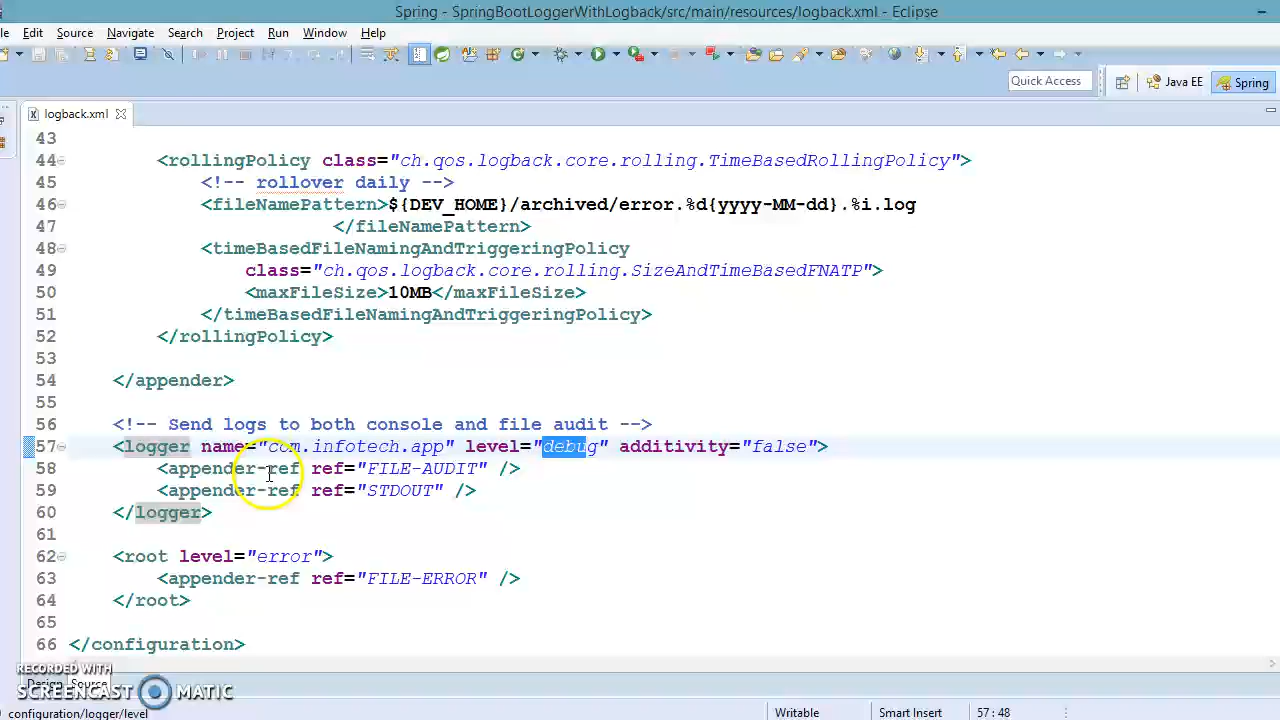 Spring - SpringBootLoggerWithLogback/src/main/resources/logback.xml - Eclipse
le Edit Source Navigate Search Project Run Window Help
Quick Access Java EE Spring
logback.xml
43
44 <rollingPolicy class="ch.qos.logback.core.rolling.TimeBasedRollingPolicy">
45 <!-- rollover daily -->
46 <fileNamePattern>${DEV_HOME}/archived/error.%d{yyyy-MM-dd}.%i.log
47 </fileNamePattern>
48 <timeBasedFileNamingAndTriggeringPolicy
49 class="ch.qos.logback.core.rolling.SizeAndTimeBasedFNATP">
50 <maxFileSize>10MB</maxFileSize>
51 </timeBasedFileNamingAndTriggeringPolicy>
52 </rollingPolicy>
53
54 </appender>
55
56 <!-- Send logs to both console and file audit -->
57 <logger name="com.infotech.app" level="debug" additivity="false">
58 <appender-ref ref="FILE-AUDIT" />
59 <appender-ref ref="STDOUT" />
60 </logger>
61
62 <root level="error">
63 <appender-ref ref="FILE-ERROR" />
64 </root>
65
66 </configuration>
RECORDED WITH
Design Source
SCREENCAST MATIC
configuration/logger/level Writable Smart Insert 57:48